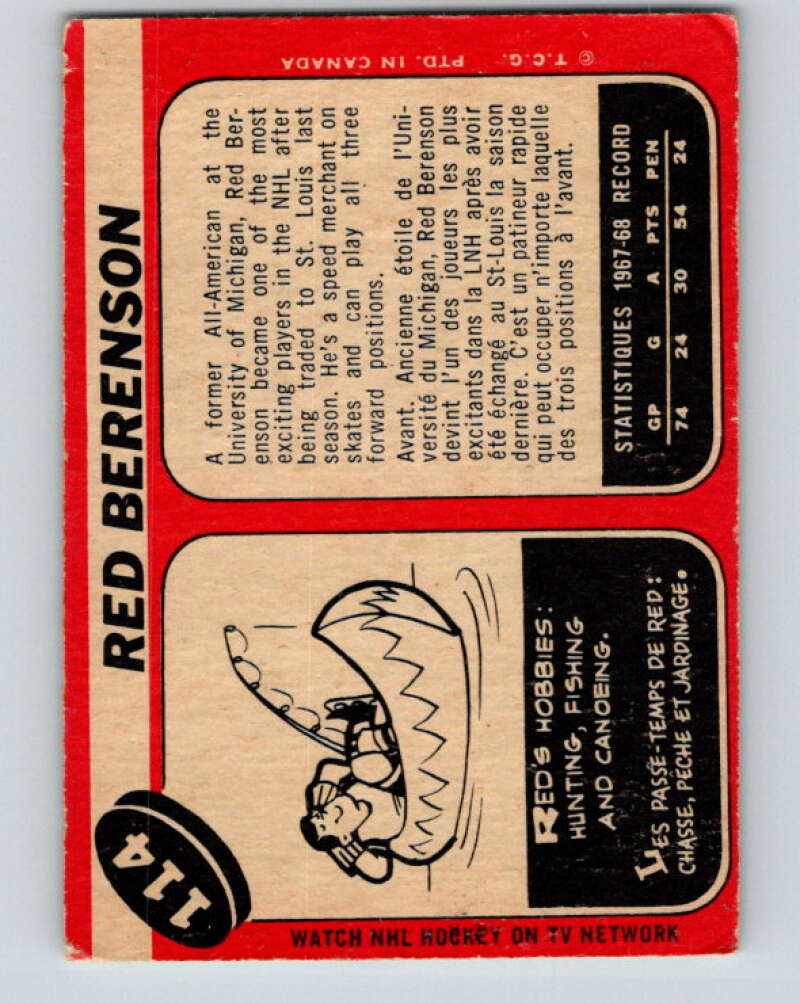 114
RED BERENSON
RED'S HOBBIES:
HUNTING, FISHING
AND CANOEING.
LES PASSE-TEMPS DE RED:
CHASSE, PÊCHE ET JARDINAGE.
A former All-American at the
University of Michigan, Red Ber-
enson became one of the most
exciting players in the NHL after
being traded to St. Louis last
season. He's a speed merchant on
skates and can play all three
forward positions.
Avant. Ancienne étoile de l'Uni-
versité du Michigan, Red Berenson
devint l'un des joueurs les plus
excitants dans la LNH après avoir
été échangé au St-Louis la saison
dernière. C'est un patineur rapide
qui peut occuper n'importe laquelle
des trois positions à l'avant.
STATISTIQUES 1967-68 RECORD
GP G A PTS PEN
74 24 30 54 24
WATCH NHL HOCKEY ON TV NETWORK
© T.C.G. PTD. IN CANADA